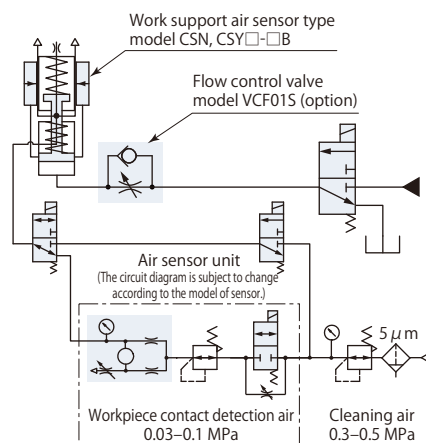 Work support air sensor type
model CSN, CSY□-□B
Flow control valve
model VCF01S (option)
Air sensor unit
(The circuit diagram is subject to change
according to the model of sensor.)
5μm
Workpiece contact detection air
0.03–0.1 MPa
Cleaning air
0.3–0.5 MPa